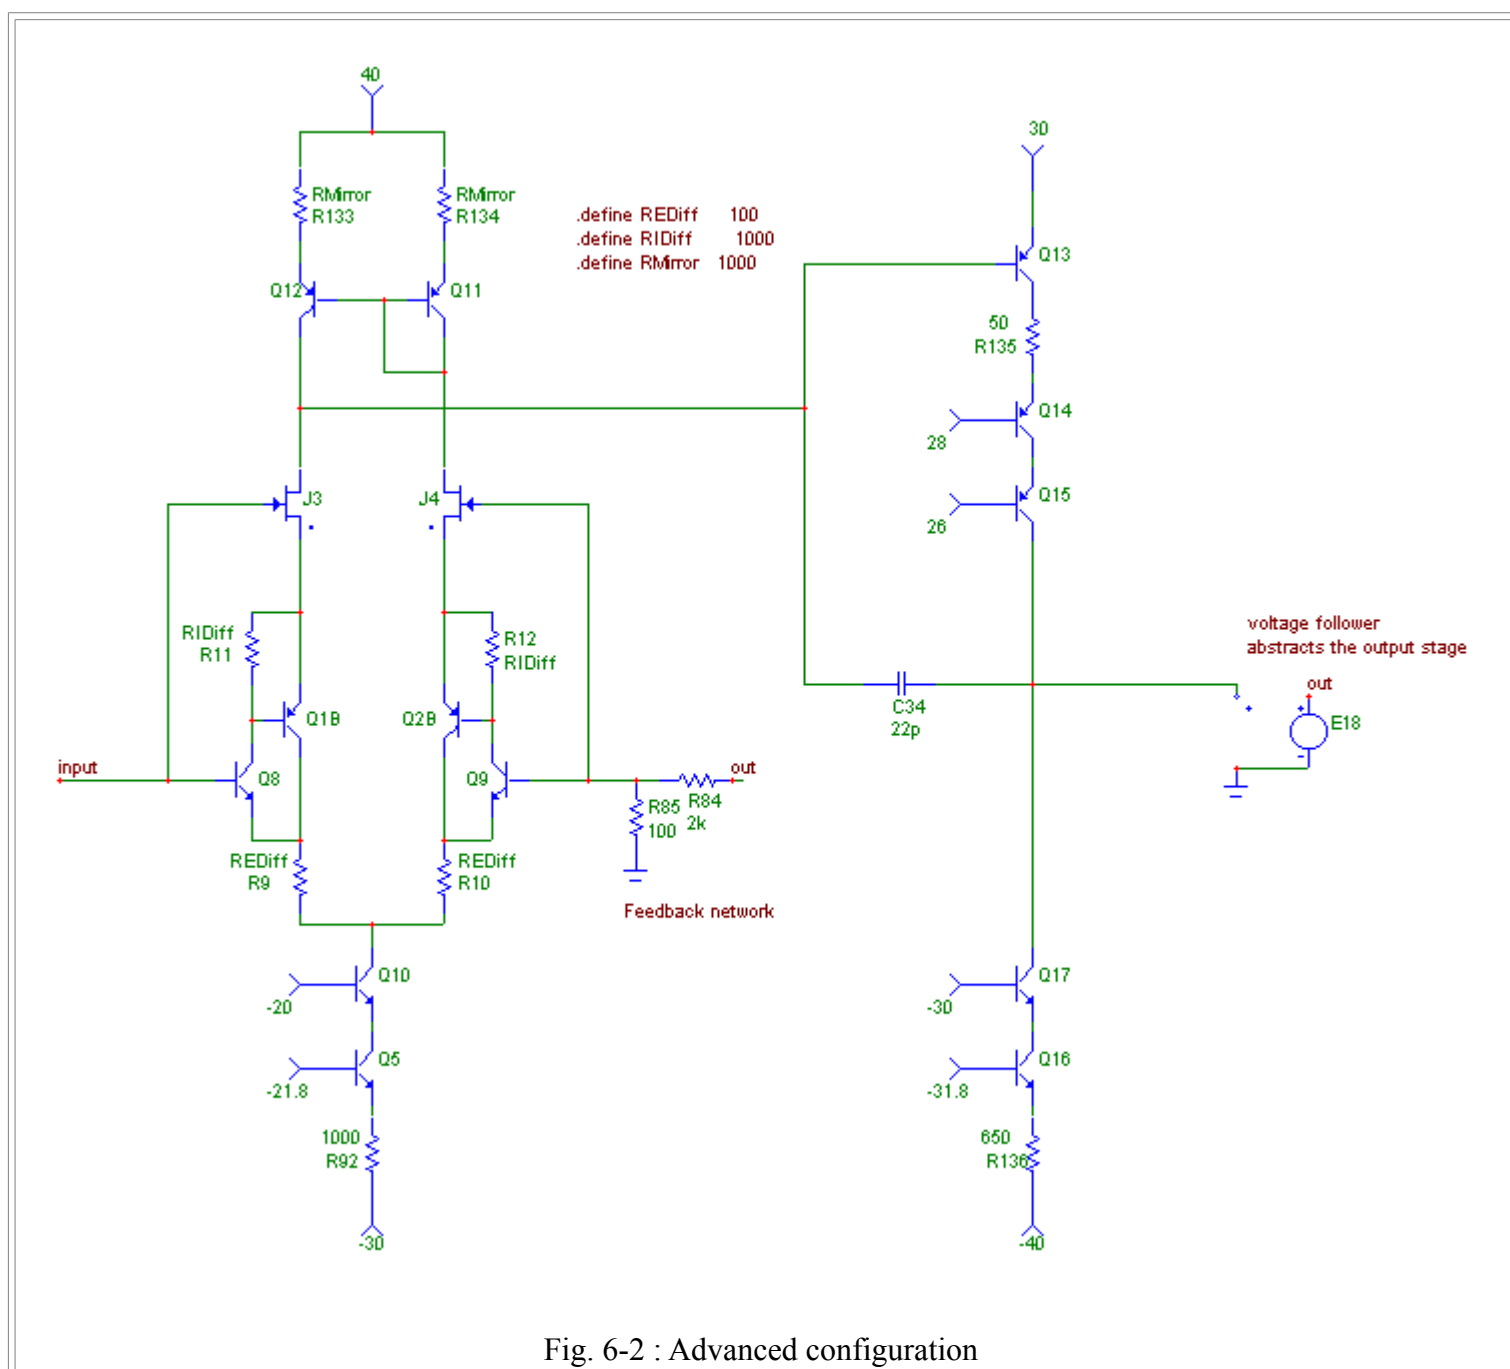 40
30
RMirror
R133
RMirror
R134
.define REDiff 100
.define RIDiff 1000
.define RMirror 1000
Q12
Q11
Q13
50
R135
Q14
28
J3
J4
Q15
26
RIDiff
R11
R12
RIDiff
voltage follower
abstracts the output stage
out
Q1B
Q2B
C34
22p
E18
input
Q8
Q9
out
R85
100
R84
2k
REDiff
R9
REDiff
R10
Feedback network
Q10
-20
Q17
-30
Q5
-21.8
Q16
-31.8
1000
R92
650
R136
-30
-40
Fig. 6-2 : Advanced configuration